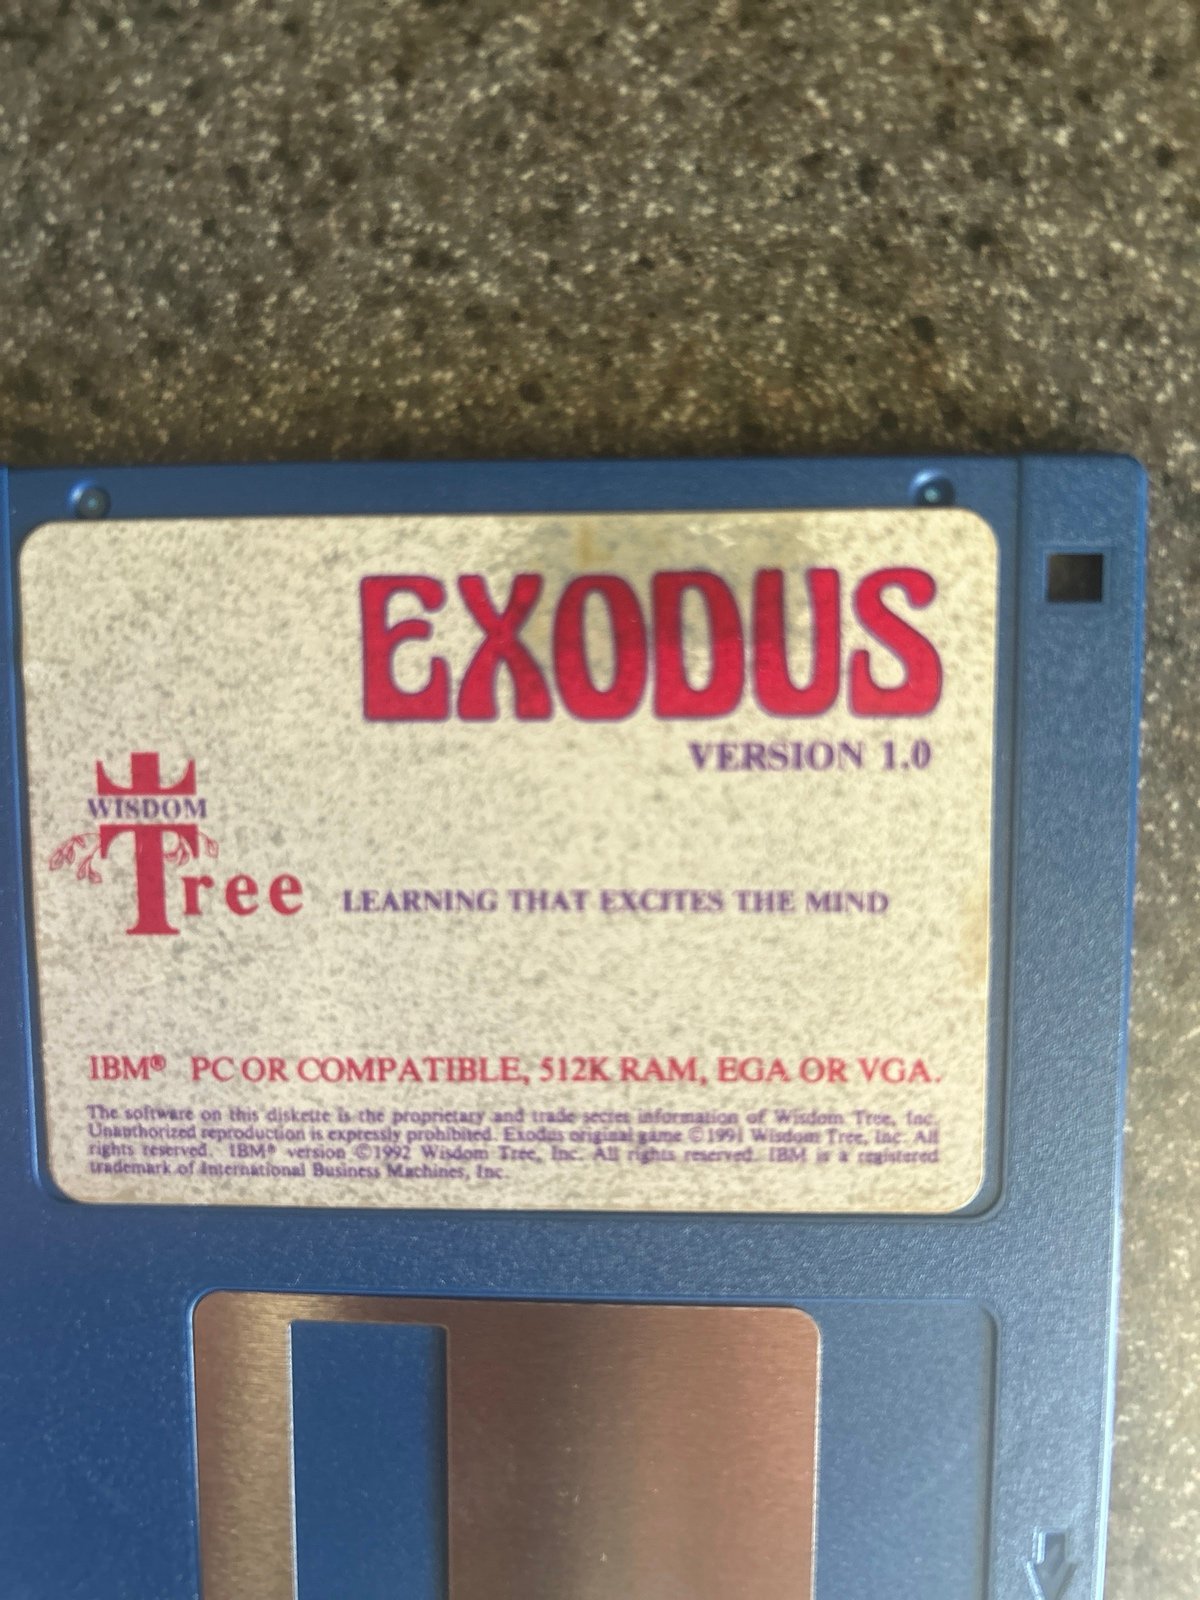 EXODUS
VERSION 1.0
WISDOM
Tree
LEARNING THAT EXCITES THE MIND
IBM® PC OR COMPATIBLE, 512K RAM, EGA OR VGA.
The software on this diskette is the proprietary and trade secret information of Wisdom Tree, Inc.
Unauthorized reproduction is expressly prohibited. Exodus original game ©1991 Wisdom Tree, Inc. All
rights reserved. IBM® version ©1992 Wisdom Tree, Inc. All rights reserved. IBM is a registered
trademark of International Business Machines, Inc.